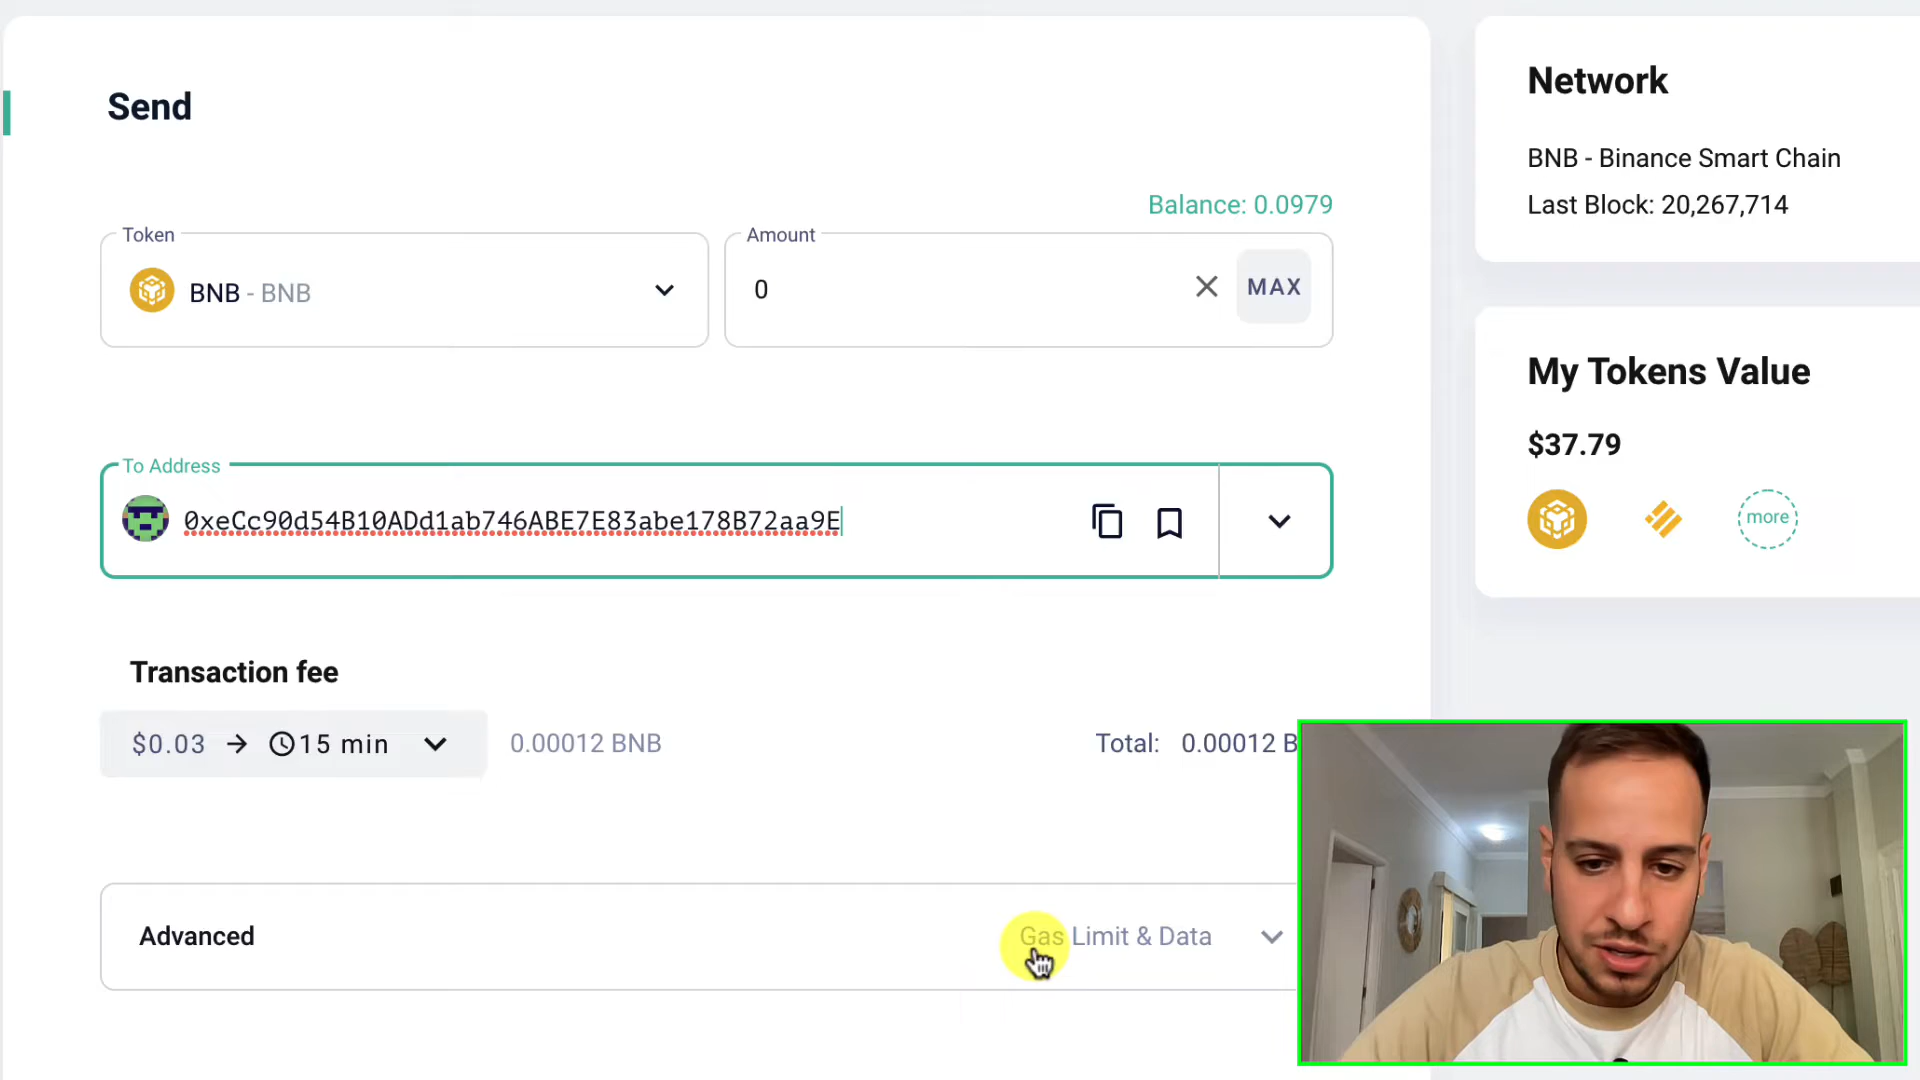 Send
Balance: 0.0979
Token
BNB - BNB
Amount
0
MAX
To Address
0xeCc90d54B10ADd1ab746ABE7E83abe178B72aa9E
Transaction fee
$0.03 → 15 min
0.00012 BNB
Total: 0.00012 B
Advanced
Gas Limit & Data
Network
BNB - Binance Smart Chain
Last Block: 20,267,714
My Tokens Value
$37.79
more